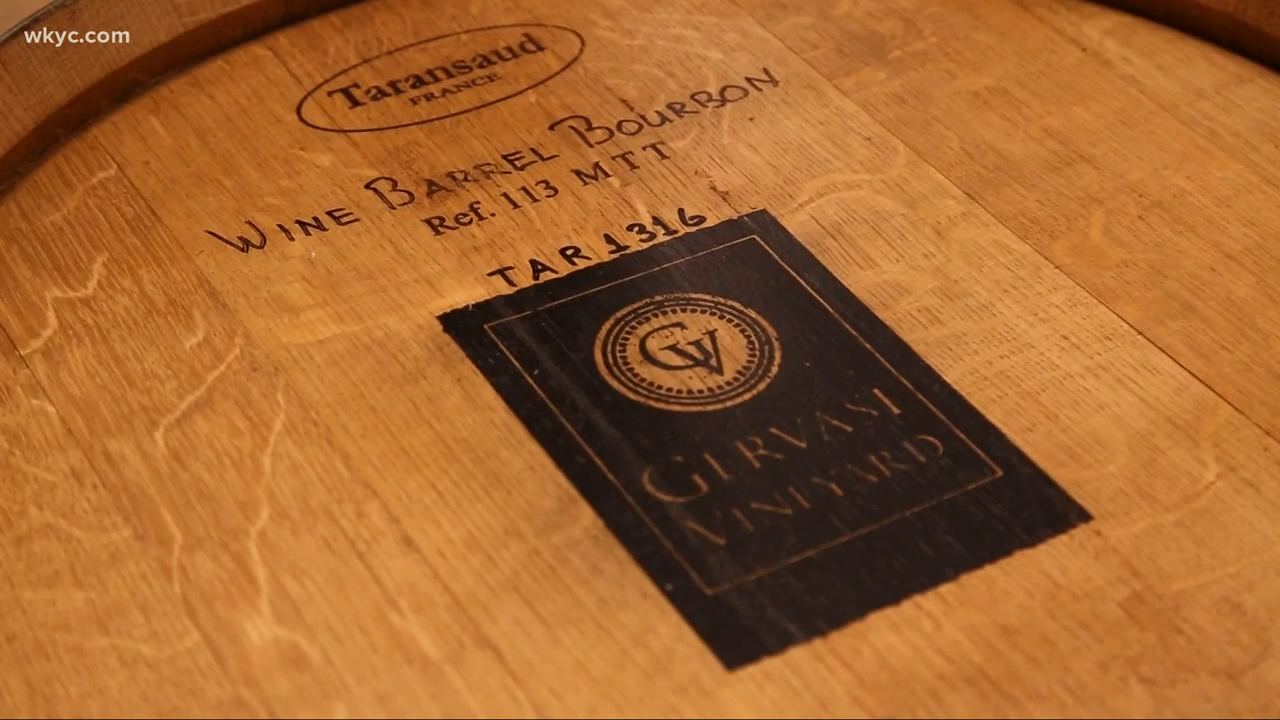 wkyc.com
Taransaud
FRANCE
WINE BARREL BOURBON
Ref. 113 MTT
TAR 1316
GV
GERVASI
VINEYARD